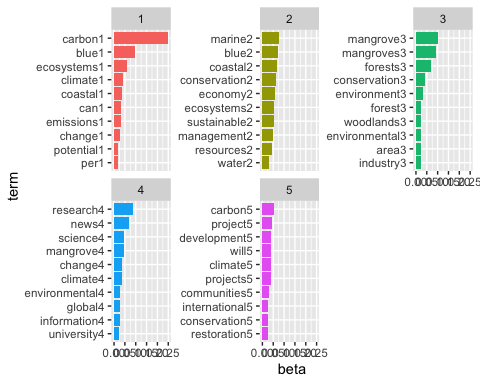 1
carbon1
blue1
ecosystems1
climate1
coastal1
can1
emissions1
change1
potential1
per1
2
marine2
blue2
coastal2
conservation2
economy2
ecosystems2
sustainable2
management2
resources2
water2
3
mangrove3
mangroves3
forests3
conservation3
environment3
forest3
woodlands3
environmental3
area3
industry3
4
research4
news4
science4
mangrove4
change4
climate4
environmental4
global4
information4
university4
5
carbon5
project5
development5
will5
climate5
projects5
communities5
international5
conservation5
restoration5
term
beta